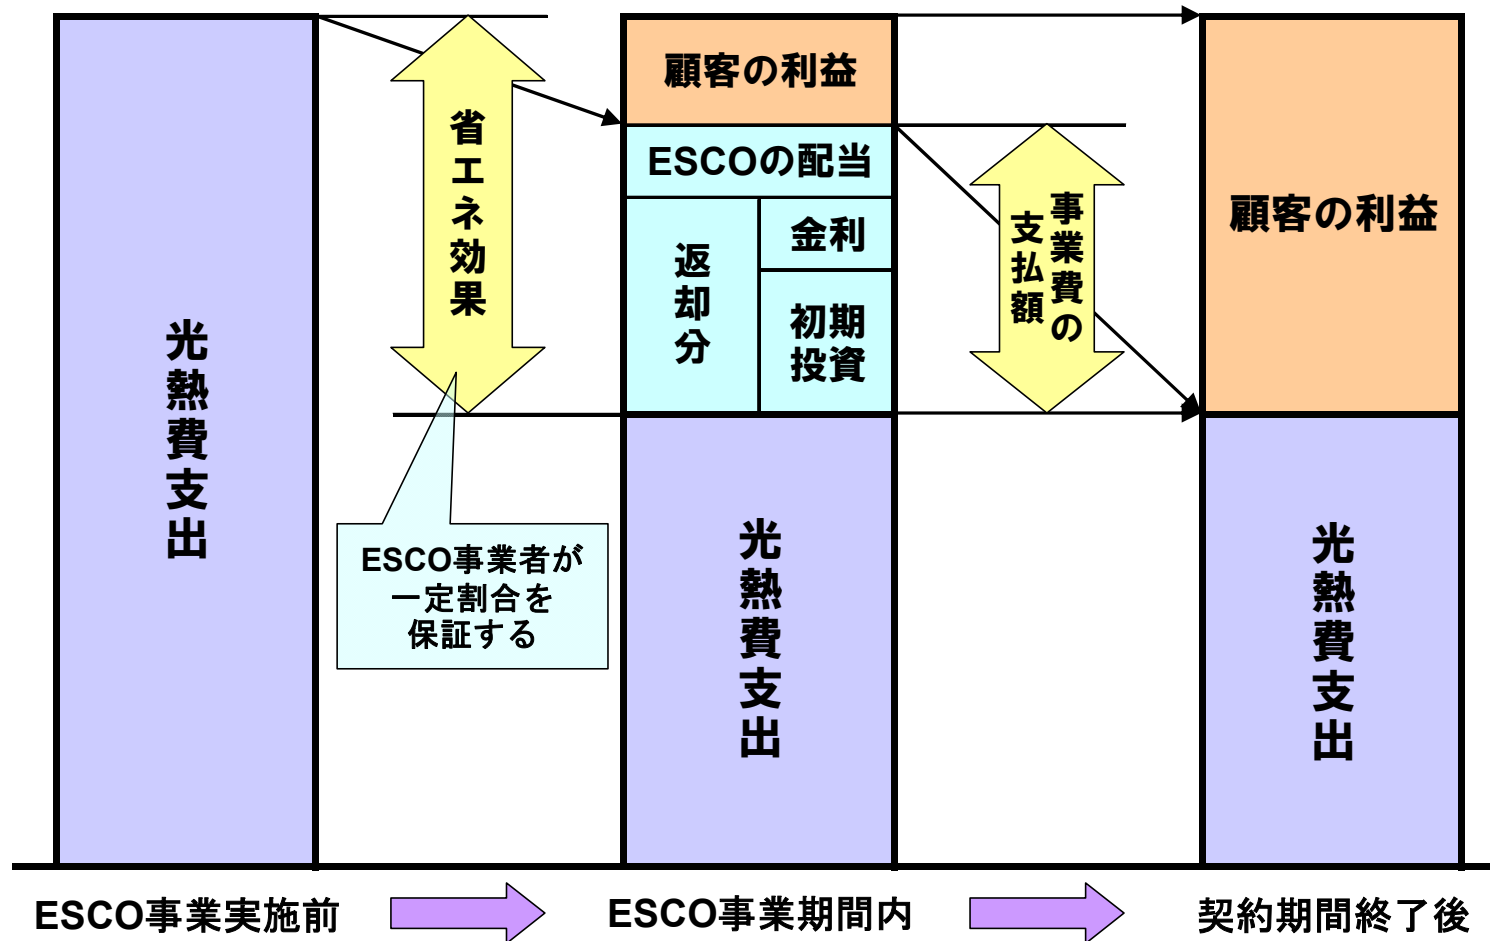 光熱費支出
省エネ効果
ESCO事業者が
一定割合を
保証する
顧客の利益
ESCOの配当
返却分
金利
初期
投資
光熱費支出
事業費の
支払額
顧客の利益
光熱費支出
ESCO事業実施前
ESCO事業期間内
契約期間終了後